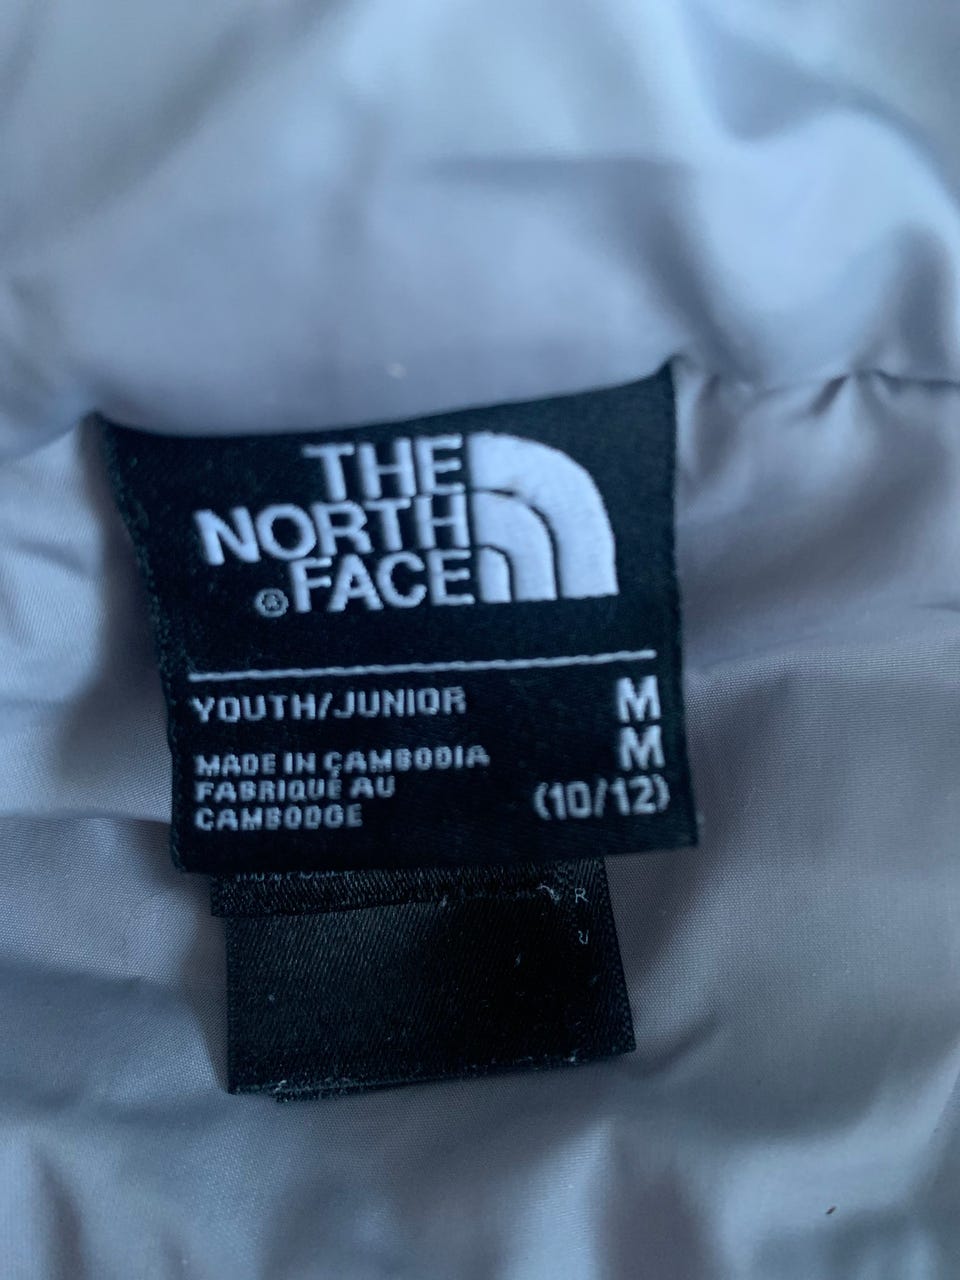 THE
NORTH
®FACE
YOUTH/JUNIOR M
M
MADE IN CAMBODIA
FABRIQUÉ AU (10/12)
CAMBODGE
R